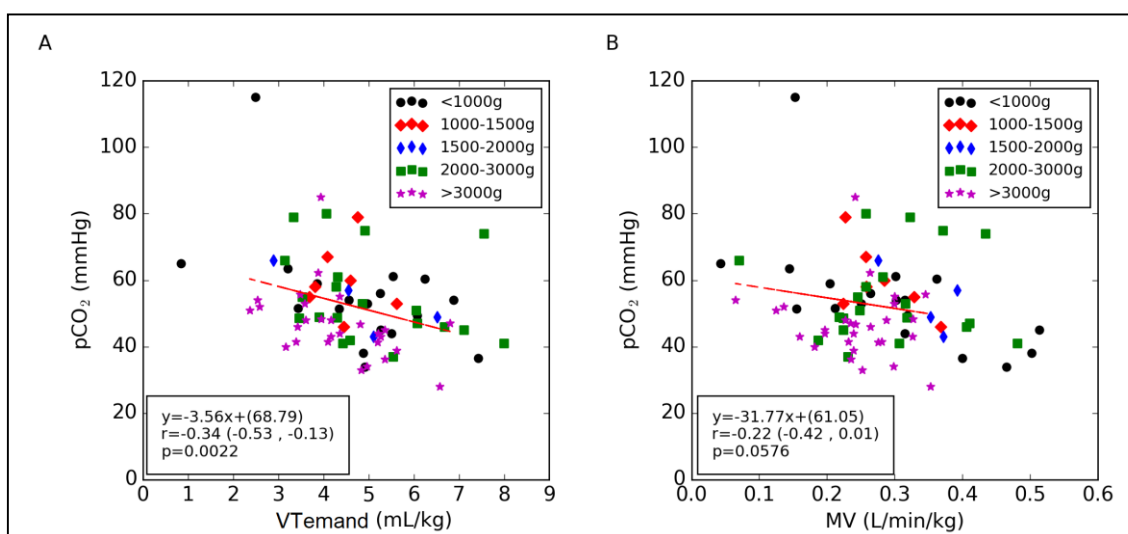 A
120
100
80
60
40
20
0
pCO₂ (mmHg)
<1000g
1000-1500g
1500-2000g
2000-3000g
>3000g
y=-3.56x+(68.79)
r=-0.34 (-0.53 , -0.13)
p=0.0022
0 1 2 3 4 5 6 7 8 9
VTemand (mL/kg)
B
120
100
80
60
40
20
0
pCO₂ (mmHg)
<1000g
1000-1500g
1500-2000g
2000-3000g
>3000g
y=-31.77x+(61.05)
r=-0.22 (-0.42 , 0.01)
p=0.0576
0.0 0.1 0.2 0.3 0.4 0.5 0.6
MV (L/min/kg)